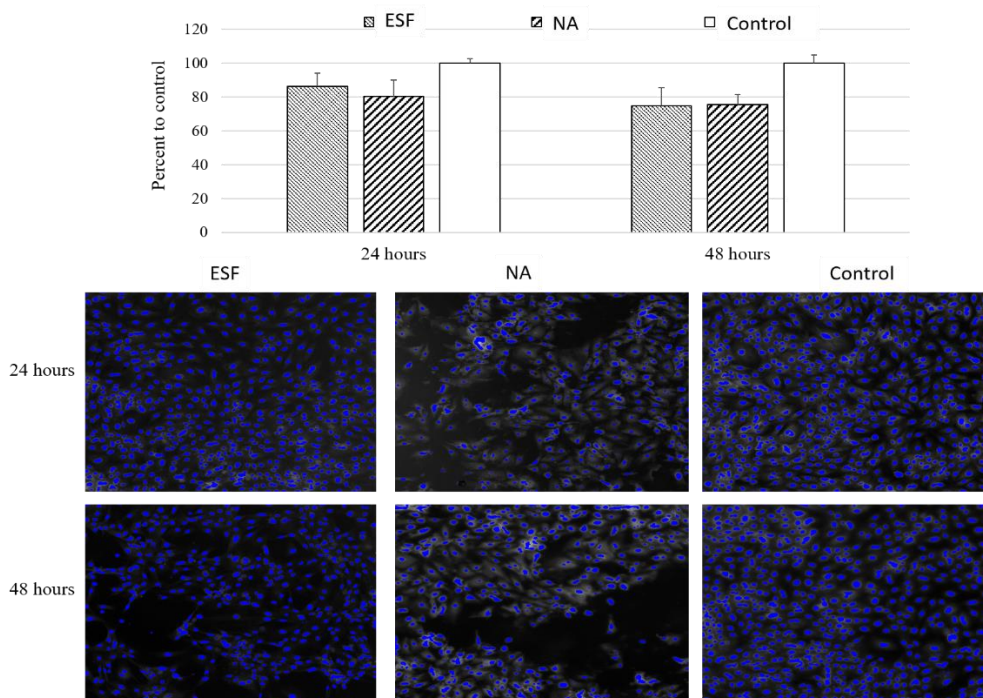 ESF NA Control
120
100
80
60
40
20
0
Percent to control
24 hours 48 hours
ESF NA Control
24 hours
48 hours